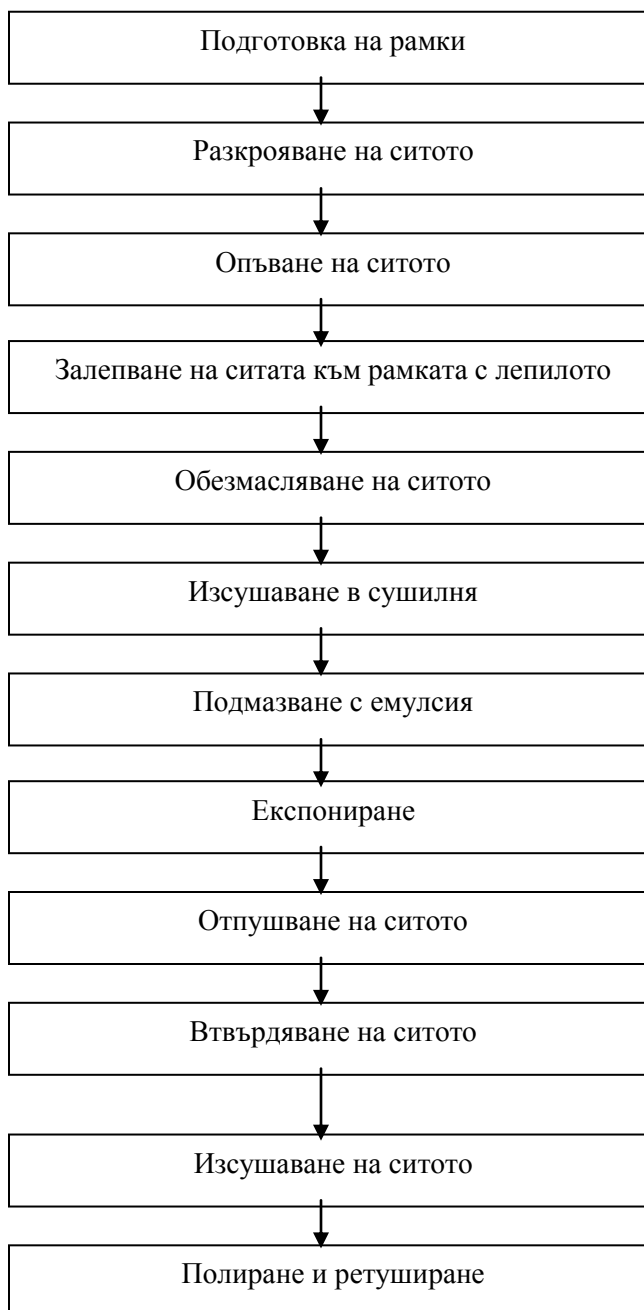 Подготовка на рамки
Разкрояване на ситото
Опъване на ситото
Залепване на ситата към рамката с лепилото
Обезмасляване на ситото
Изсушаване в сушилня
Подмазване с емулсия
Експониране
Отпушване на ситото
Втвърдяване на ситото
Изсушаване на ситото
Полиране и ретуширане